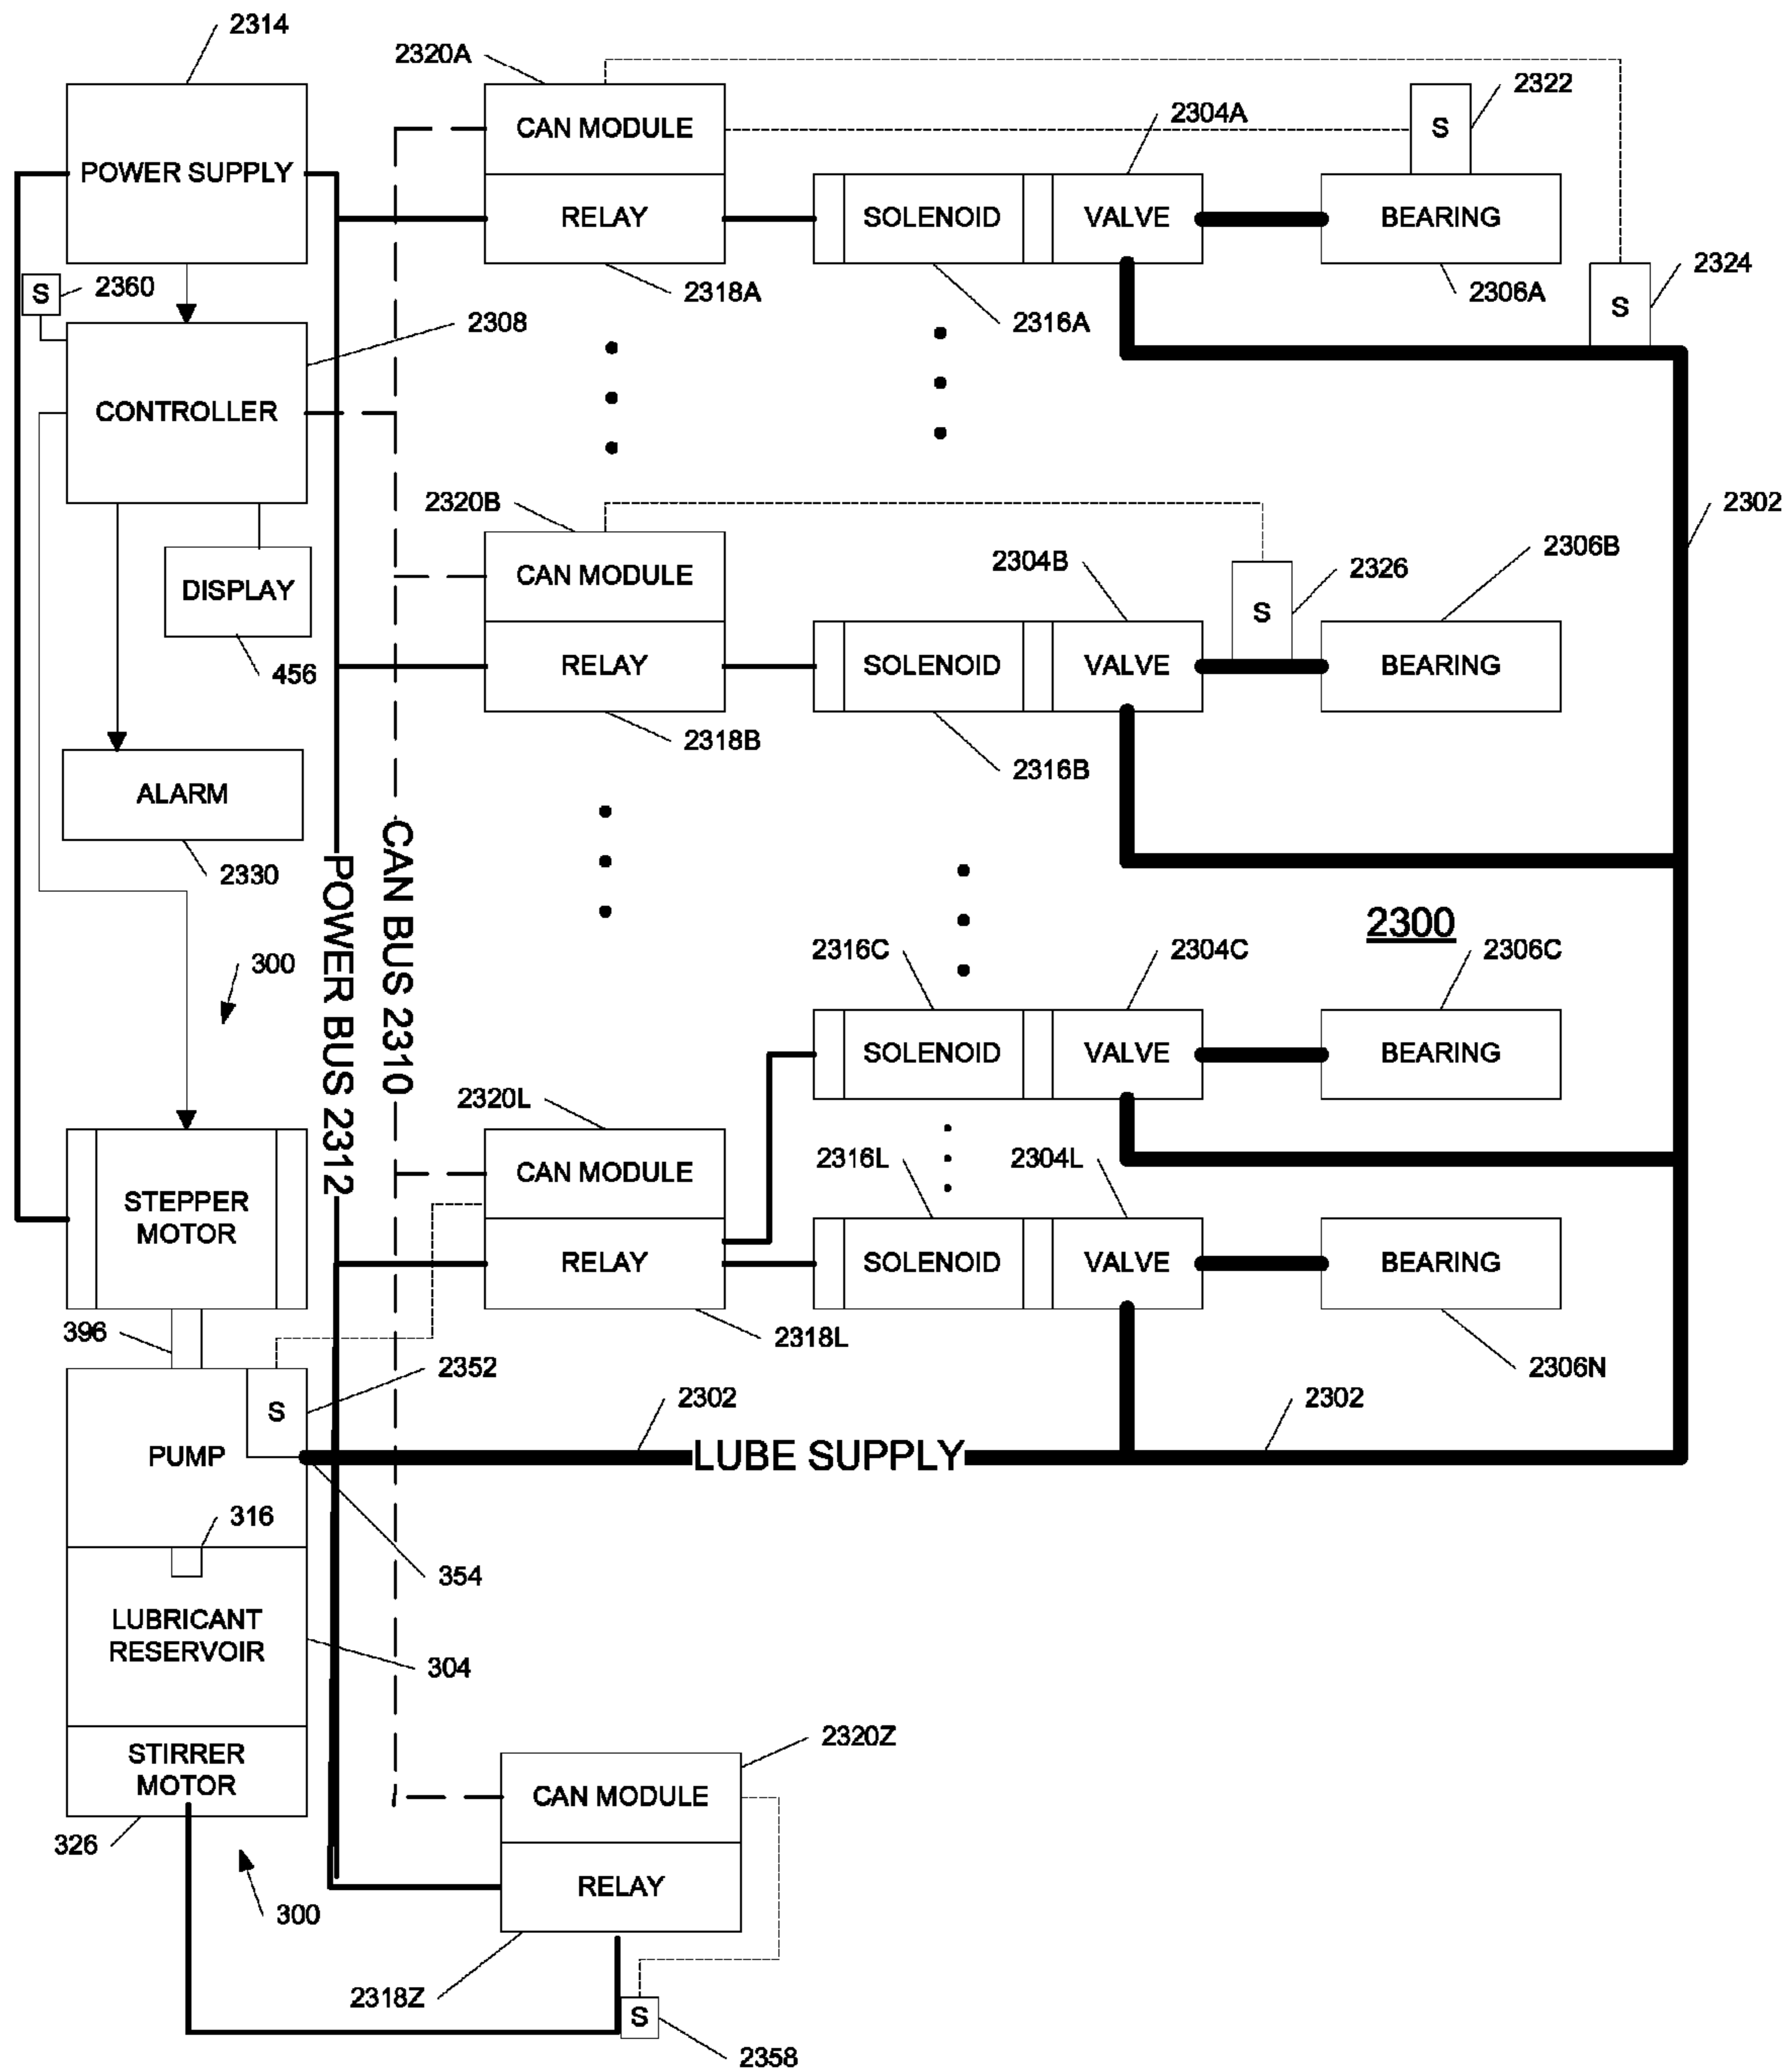 2314
2320A
2322
2304A
CAN MODULE
S
POWER SUPPLY
RELAY
SOLENOID
VALVE
BEARING
2324
S
2360
2318A
2306A
S
2308
2316A
CONTROLLER
2320B
2302
2304B
2306B
CAN MODULE
2326
DISPLAY
S
456
RELAY
SOLENOID
VALVE
BEARING
2318B
2316B
ALARM
2330
POWER BUS 2312
CAN BUS 2310
2300
2316C
2304C
2306C
300
SOLENOID
VALVE
BEARING
2320L
2316L
2304L
CAN MODULE
STEPPER
MOTOR
RELAY
SOLENOID
VALVE
BEARING
396
2318L
2352
2306N
S
2302
2302
PUMP
LUBE SUPPLY
316
354
LUBRICANT
RESERVOIR
304
2320Z
STIRRER
MOTOR
CAN MODULE
326
RELAY
300
2318Z
S
2358